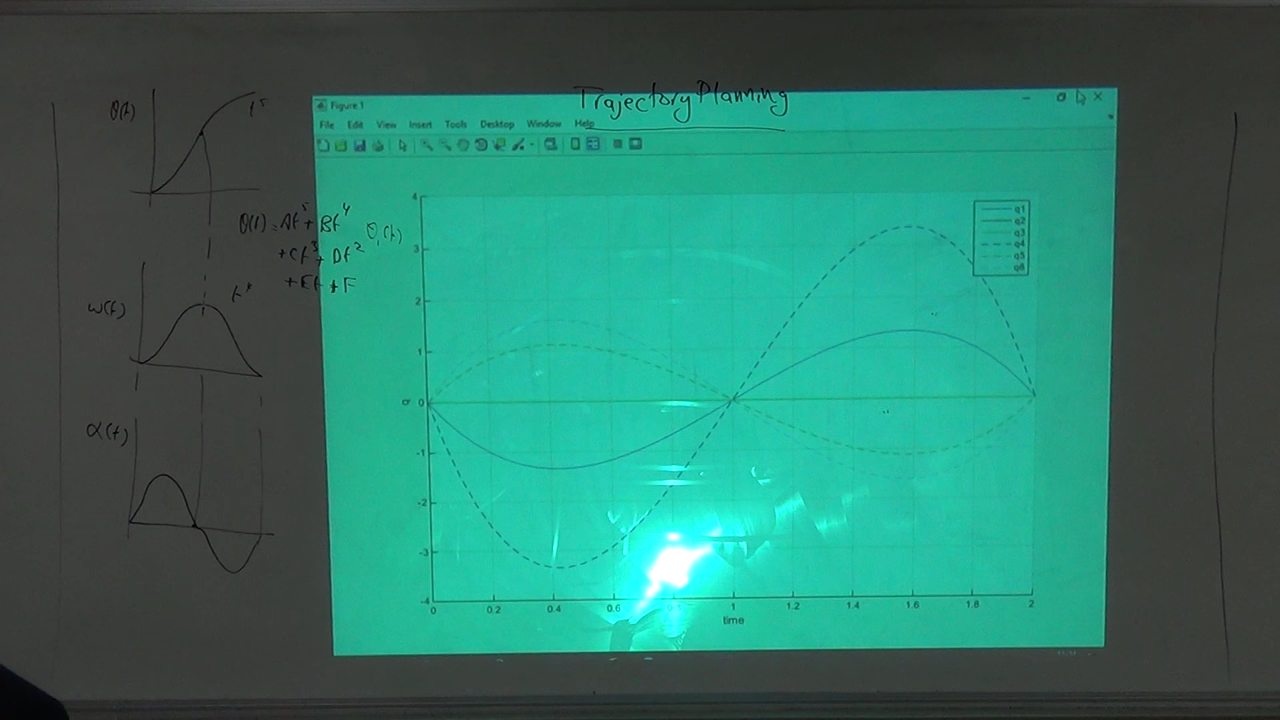 Trajectory Planning
Figure 1
File Edit View Insert Tools Desktop Window Help
θ(t)
t⁵
θ(t) = At⁵ + Bt⁴
+ Ct³ + Dt²
+ Et + F
ω(t)
t⁴
α(t)
4
3
2
1
0
-1
-2
-3
-4
q1
q2
q3
q4
q5
q6
0 0.2 0.4 0.6 1 1.2 1.4 1.6 1.8 2
time